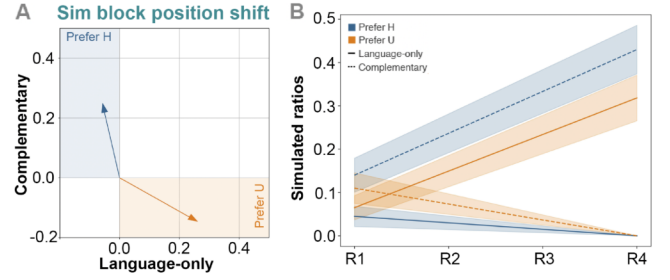 A Sim block position shift
Prefer H
0.4
0.2
0.0
-0.2
Complementary
Prefer U
0.0 0.2 0.4
Language-only
B
Prefer H
Prefer U
Language-only
Complementary
0.5
0.4
0.3
0.2
0.1
0.0
Simulated ratios
R1 R2 R3 R4